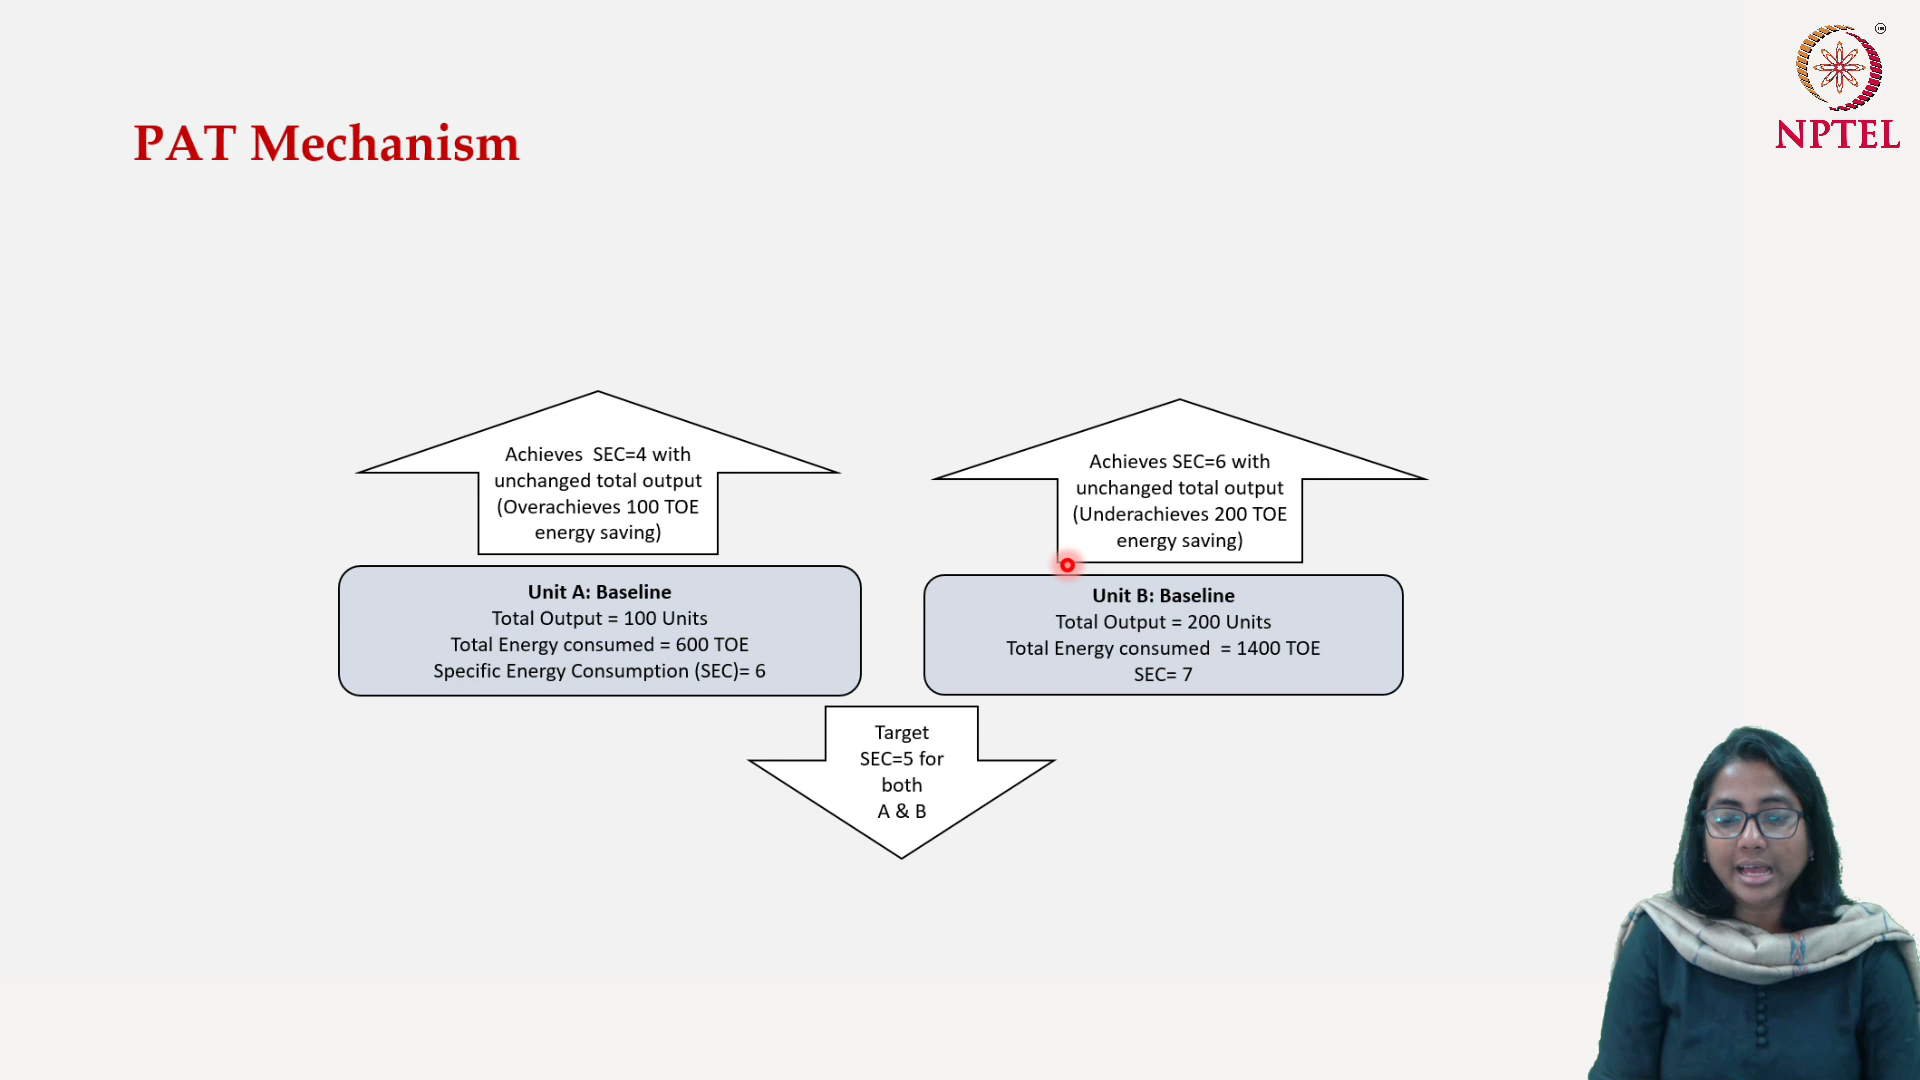 PAT Mechanism
NPTEL
Achieves SEC=4 with
unchanged total output
(Overachieves 100 TOE
energy saving)
Achieves SEC=6 with
unchanged total output
(Underachieves 200 TOE
energy saving)
Unit A: Baseline
Total Output = 100 Units
Total Energy consumed = 600 TOE
Specific Energy Consumption (SEC)= 6
Unit B: Baseline
Total Output = 200 Units
Total Energy consumed = 1400 TOE
SEC= 7
Target
SEC=5 for
both
A & B